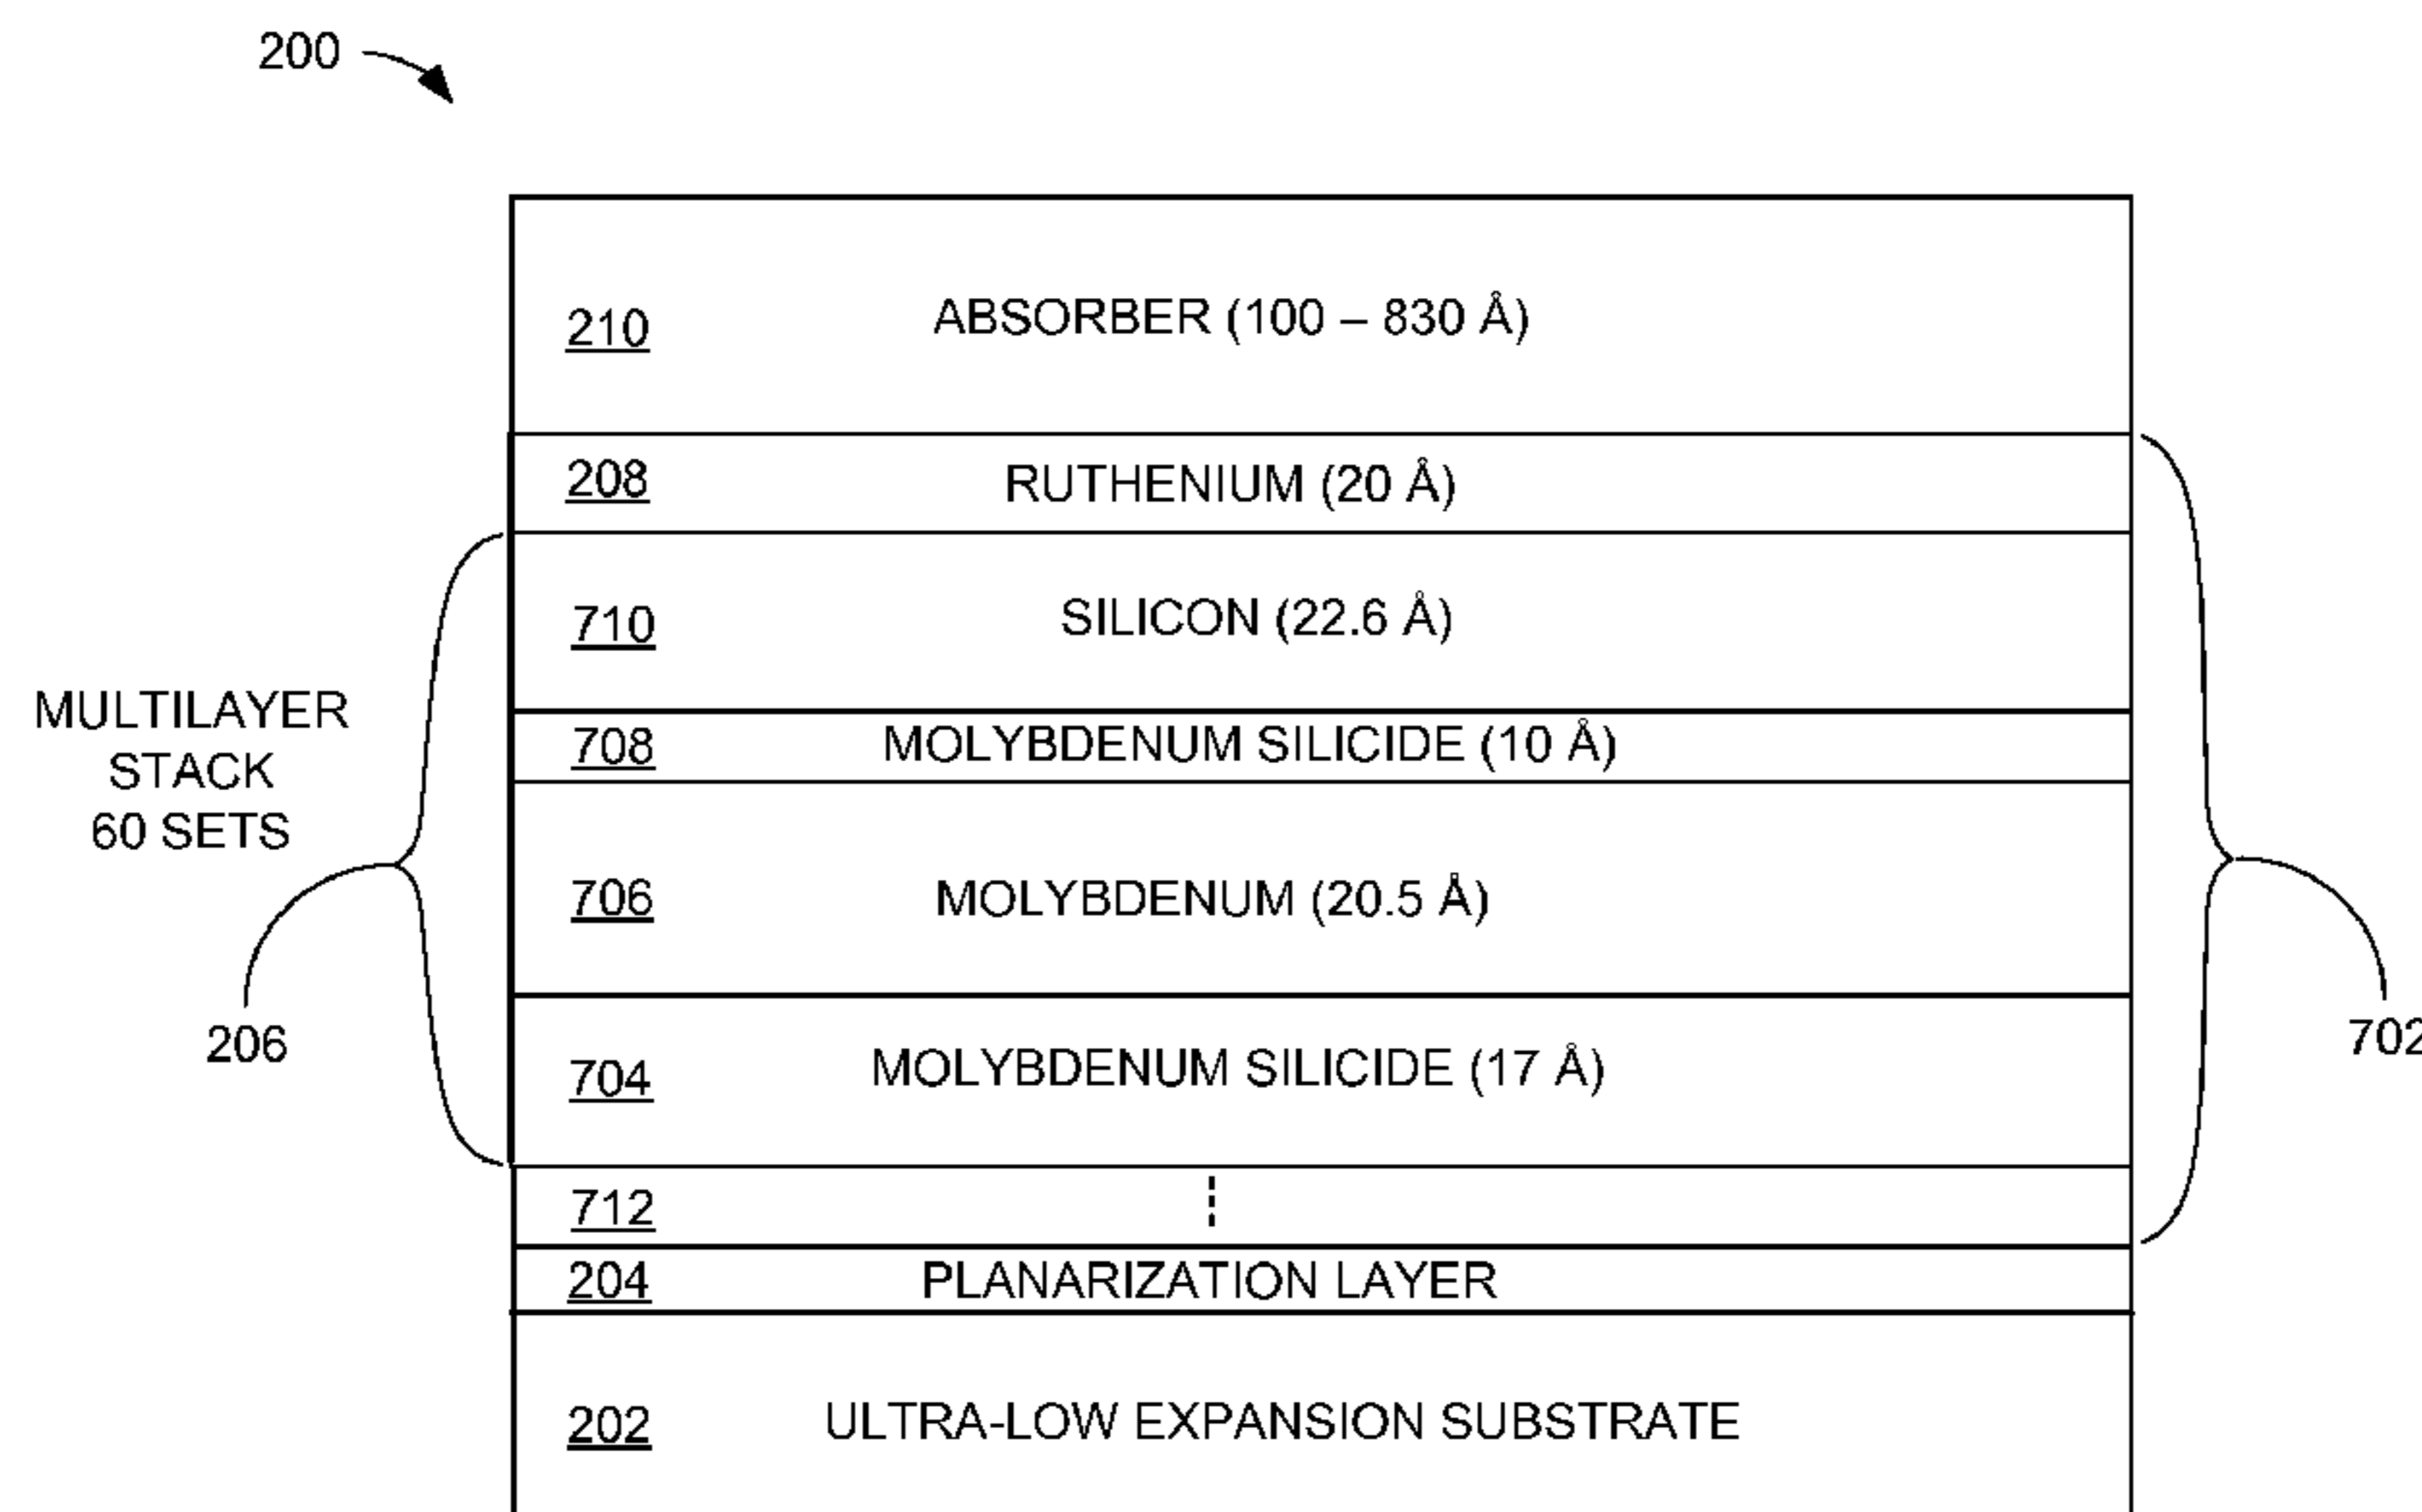 200
210 ABSORBER (100 – 830 Å)
208 RUTHENIUM (20 Å)
710 SILICON (22.6 Å)
MULTILAYER
STACK
60 SETS
708 MOLYBDENUM SILICIDE (10 Å)
706 MOLYBDENUM (20.5 Å)
206
702
704 MOLYBDENUM SILICIDE (17 Å)
712
204 PLANARIZATION LAYER
202 ULTRA-LOW EXPANSION SUBSTRATE